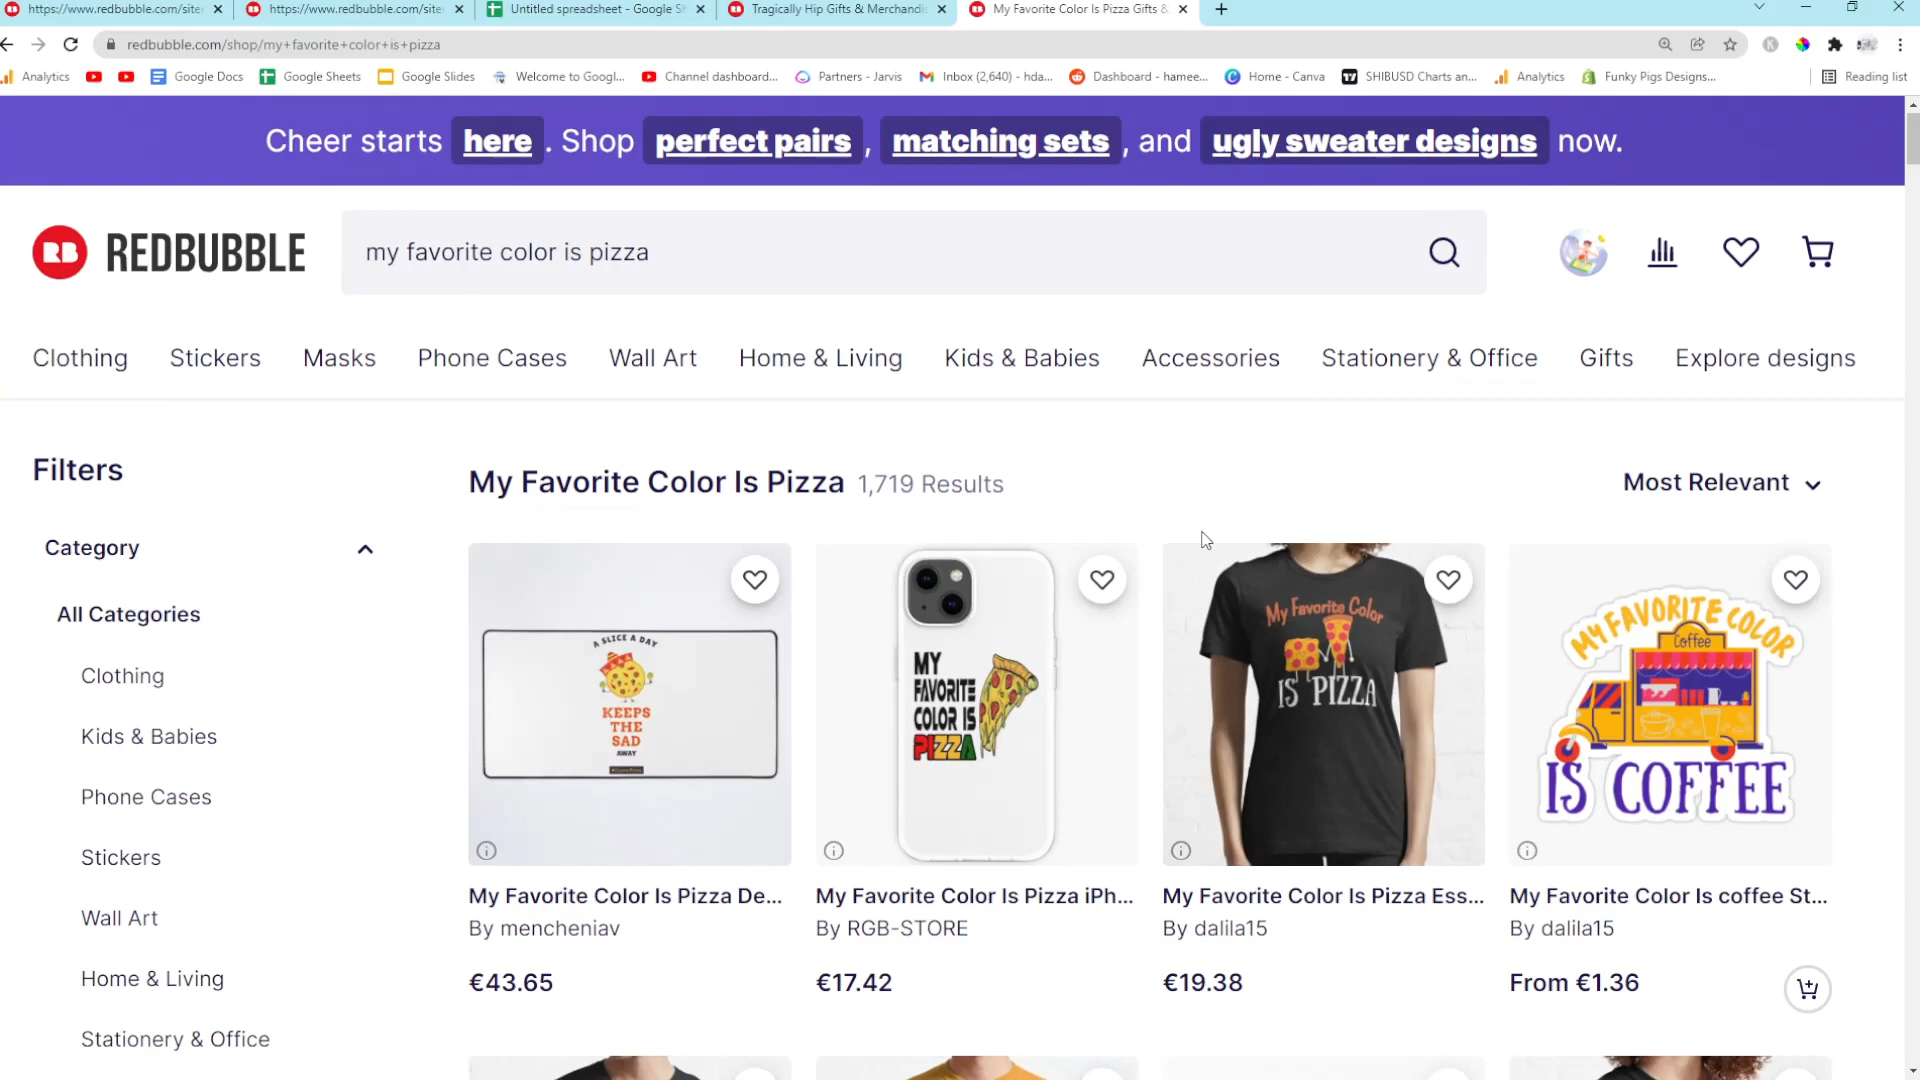 https://www.redbubble.com/site
https://www.redbubble.com/site
Untitled spreadsheet - Google Sh
Tragically Hip Gifts & Merchandis
My Favorite Color Is Pizza Gifts &
redbubble.com/shop/my+favorite+color+is+pizza
Analytics
Google Docs
Google Sheets
Google Slides
Welcome to Googl...
Channel dashboard...
Partners - Jarvis
Inbox (2,640) - hda...
Dashboard - hamee...
Home - Canva
SHIBUSD Charts an...
Analytics
Funky Pigs Designs...
Reading list
Cheer starts here . Shop perfect pairs , matching sets , and ugly sweater designs now.
RB REDBUBBLE
my favorite color is pizza
Clothing
Stickers
Masks
Phone Cases
Wall Art
Home & Living
Kids & Babies
Accessories
Stationery & Office
Gifts
Explore designs
Filters
My Favorite Color Is Pizza 1,719 Results
Most Relevant
Category
All Categories
Clothing
Kids & Babies
Phone Cases
Stickers
Wall Art
Home & Living
Stationery & Office
A SLICE A DAY
KEEPS
THE
SAD
AWAY
MY
FAVORITE
COLOR IS
PIZZA
My Favorite Color
IS PIZZA
MY FAVORITE COLOR
Coffee
IS COFFEE
My Favorite Color Is Pizza De...
By mencheniav
€43.65
My Favorite Color Is Pizza iPh...
By RGB-STORE
€17.42
My Favorite Color Is Pizza Ess...
By dalila15
€19.38
My Favorite Color Is coffee St...
By dalila15
From €1.36